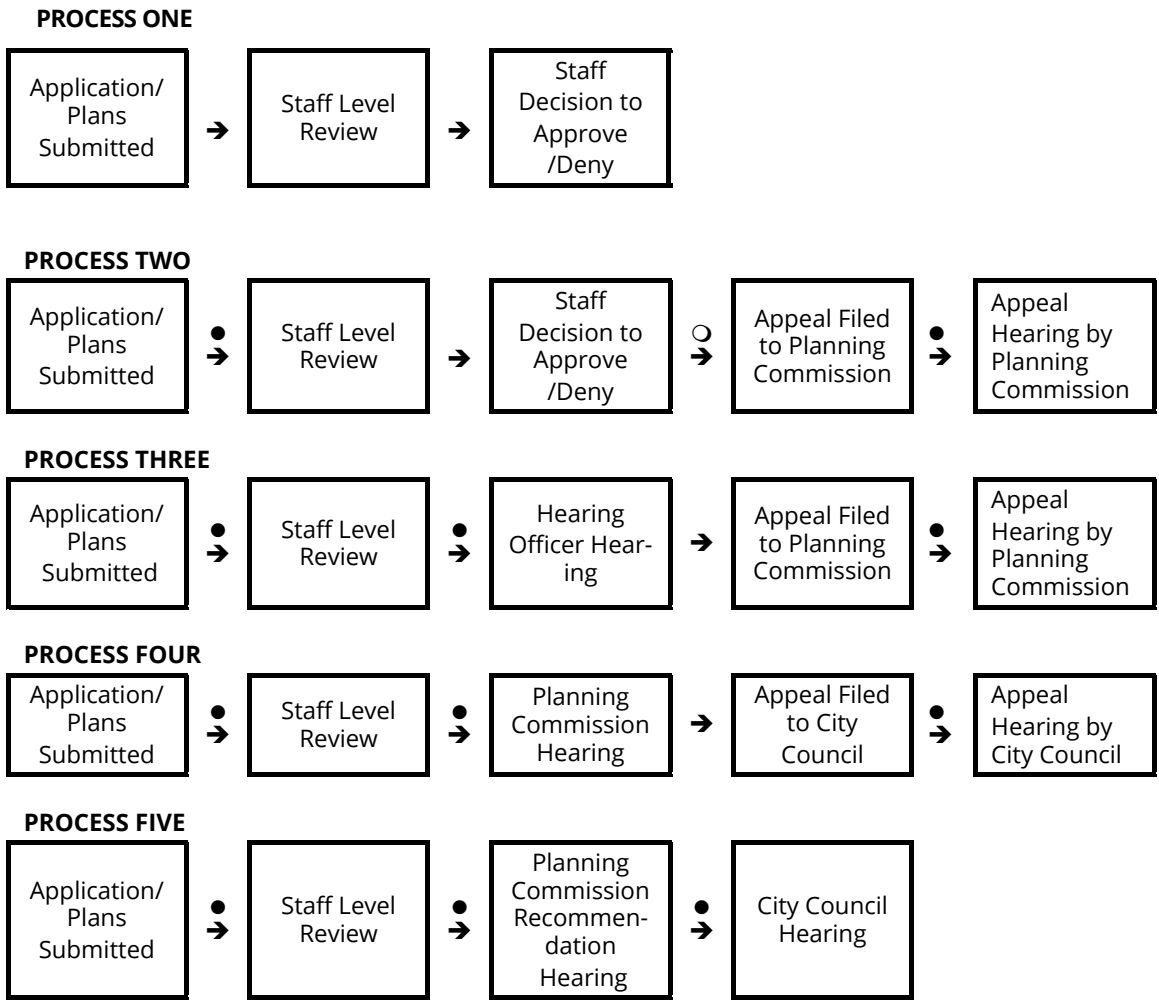 PROCESS ONE
Application/
Plans
Submitted
➔
Staff Level
Review
➔
Staff
Decision to
Approve
/Deny
PROCESS TWO
Application/
Plans
Submitted
●
➔
Staff Level
Review
➔
Staff
Decision to
Approve
/Deny
❍
➔
Appeal Filed
to Planning
Commission
●
➔
Appeal
Hearing by
Planning
Commission
PROCESS THREE
Application/
Plans
Submitted
●
➔
Staff Level
Review
●
➔
Hearing
Officer Hear-
ing
➔
Appeal Filed
to Planning
Commission
●
➔
Appeal
Hearing by
Planning
Commission
PROCESS FOUR
Application/
Plans
Submitted
●
➔
Staff Level
Review
●
➔
Planning
Commission
Hearing
➔
Appeal Filed
to City
Council
●
➔
Appeal
Hearing by
City Council
PROCESS FIVE
Application/
Plans
Submitted
●
➔
Staff Level
Review
●
➔
Planning
Commission
Recommen-
dation
Hearing
●
➔
City Council
Hearing